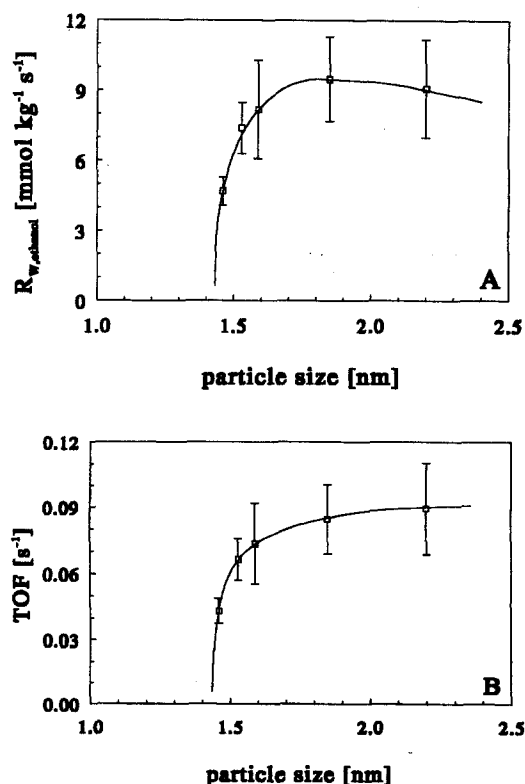 12
9
6
3
0
R_w,ethanol [mmol kg⁻¹ s⁻¹]
A
1.0 1.5 2.0 2.5
particle size [nm]
0.12
0.09
0.06
0.03
0.00
TOF [s⁻¹]
B
1.0 1.5 2.0 2.5
particle size [nm]